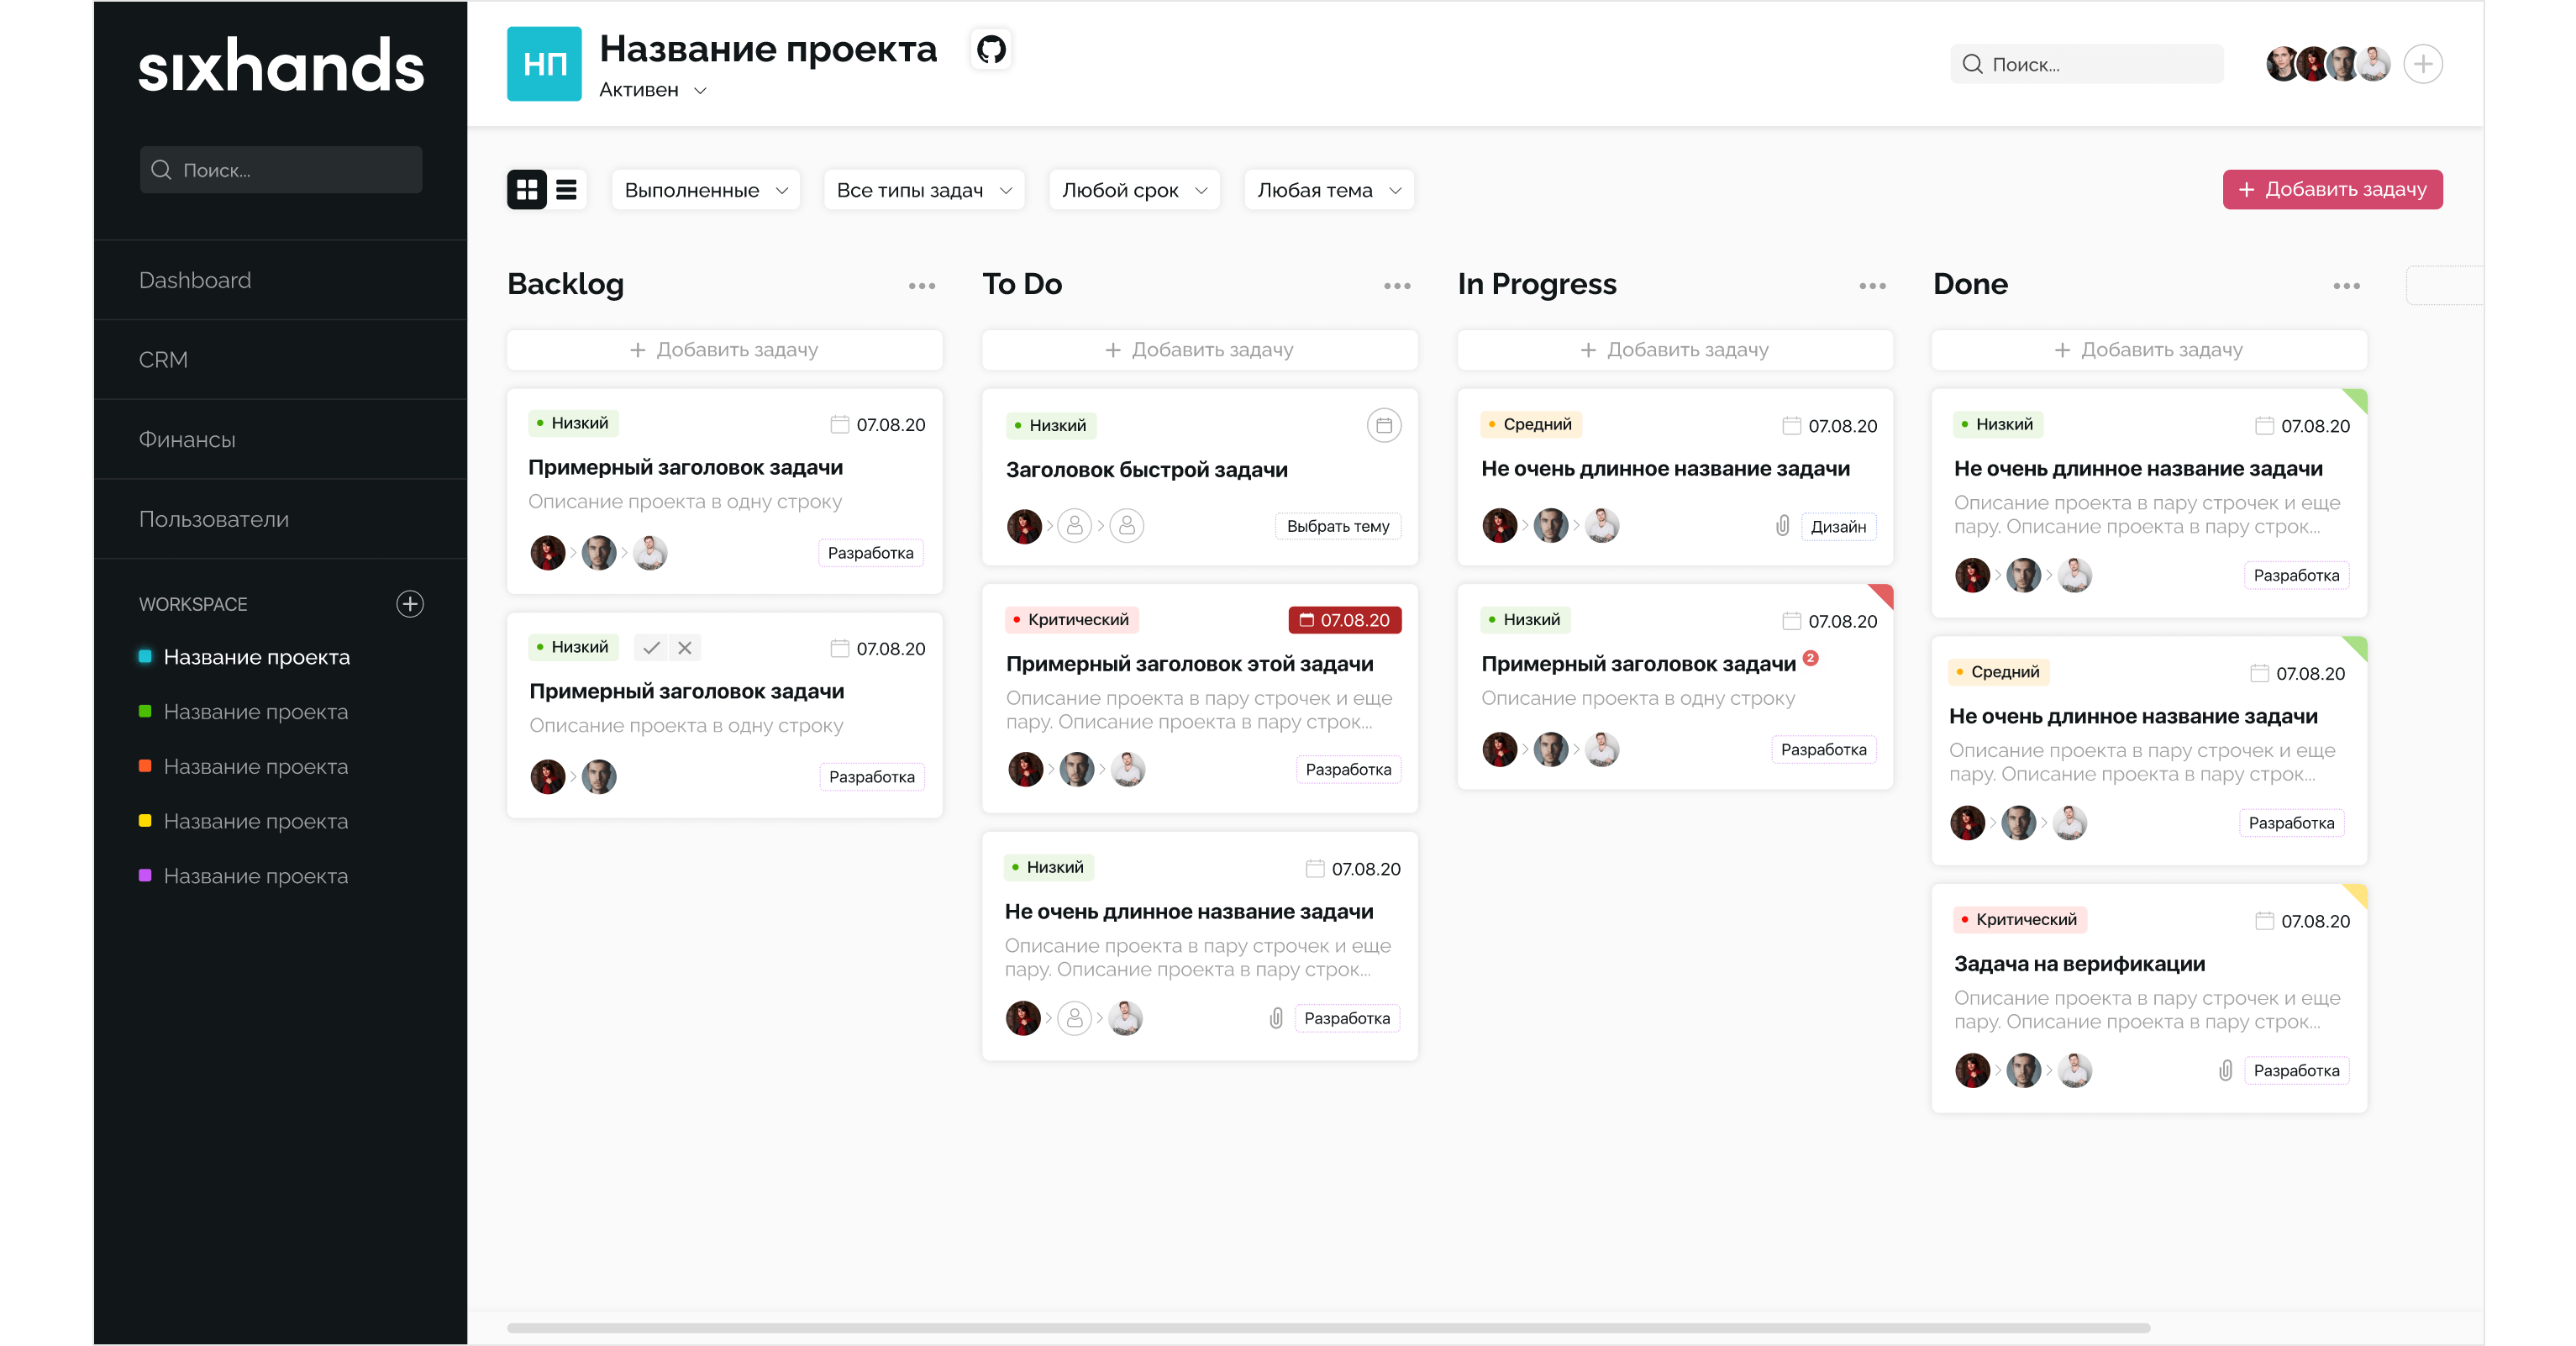 sixhands
Поиск...
Dashboard
CRM
Финансы
Пользователи
WORKSPACE
Название проекта
Название проекта
Название проекта
Название проекта
Название проекта
НП
Название проекта
Активен
Поиск...
Выполненные
Все типы задач
Любой срок
Любая тема
+ Добавить задачу
Backlog
+ Добавить задачу
Низкий
07.08.20
Примерный заголовок задачи
Описание проекта в одну строку
Разработка
Низкий
07.08.20
Примерный заголовок задачи
Описание проекта в одну строку
Разработка
To Do
+ Добавить задачу
Низкий
Заголовок быстрой задачи
Выбрать тему
Критический
07.08.20
Примерный заголовок этой задачи
Описание проекта в пару строчек и еще
пару. Описание проекта в пару строк...
Разработка
Низкий
07.08.20
Не очень длинное название задачи
Описание проекта в пару строчек и еще
пару. Описание проекта в пару строк...
Разработка
In Progress
+ Добавить задачу
Средний
07.08.20
Не очень длинное название задачи
Дизайн
Низкий
07.08.20
Примерный заголовок задачи 2
Описание проекта в одну строку
Разработка
Done
+ Добавить задачу
Низкий
07.08.20
Не очень длинное название задачи
Описание проекта в пару строчек и еще
пару. Описание проекта в пару строк...
Разработка
Средний
07.08.20
Не очень длинное название задачи
Описание проекта в пару строчек и еще
пару. Описание проекта в пару строк...
Разработка
Критический
07.08.20
Задача на верификации
Описание проекта в пару строчек и еще
пару. Описание проекта в пару строк...
Разработка